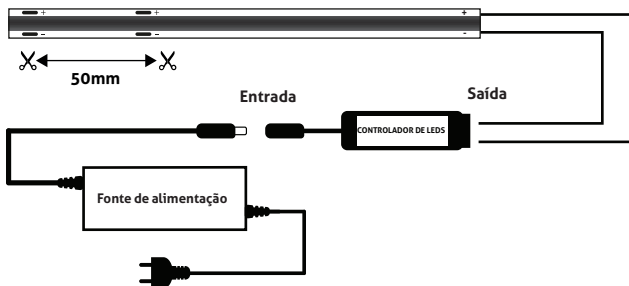 + + +
- - -
50mm
Entrada
Saída
CONTROLADOR DE LEDS
Fonte de alimentação